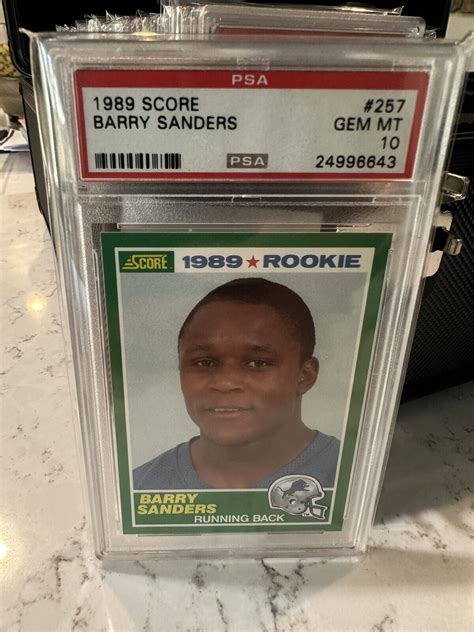 PSA
1989 SCORE #257
BARRY SANDERS GEM MT
10
PSA 24996643
SCORE 1989 ★ ROOKIE
BARRY
SANDERS
RUNNING BACK